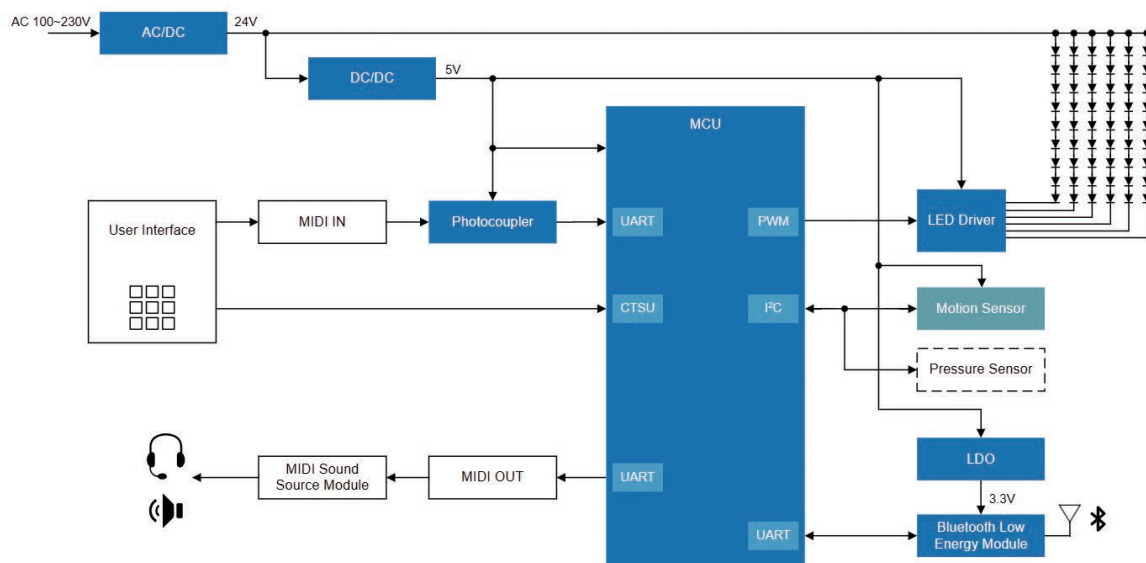 AC 100~230V
AC/DC
24V
DC/DC
5V
MCU
User Interface
MIDI IN
Photocoupler
UART
PWM
LED Driver
CTSU
I²C
Motion Sensor
Pressure Sensor
LDO
3.3V
MIDI Sound
Source Module
MIDI OUT
UART
UART
Bluetooth Low
Energy Module